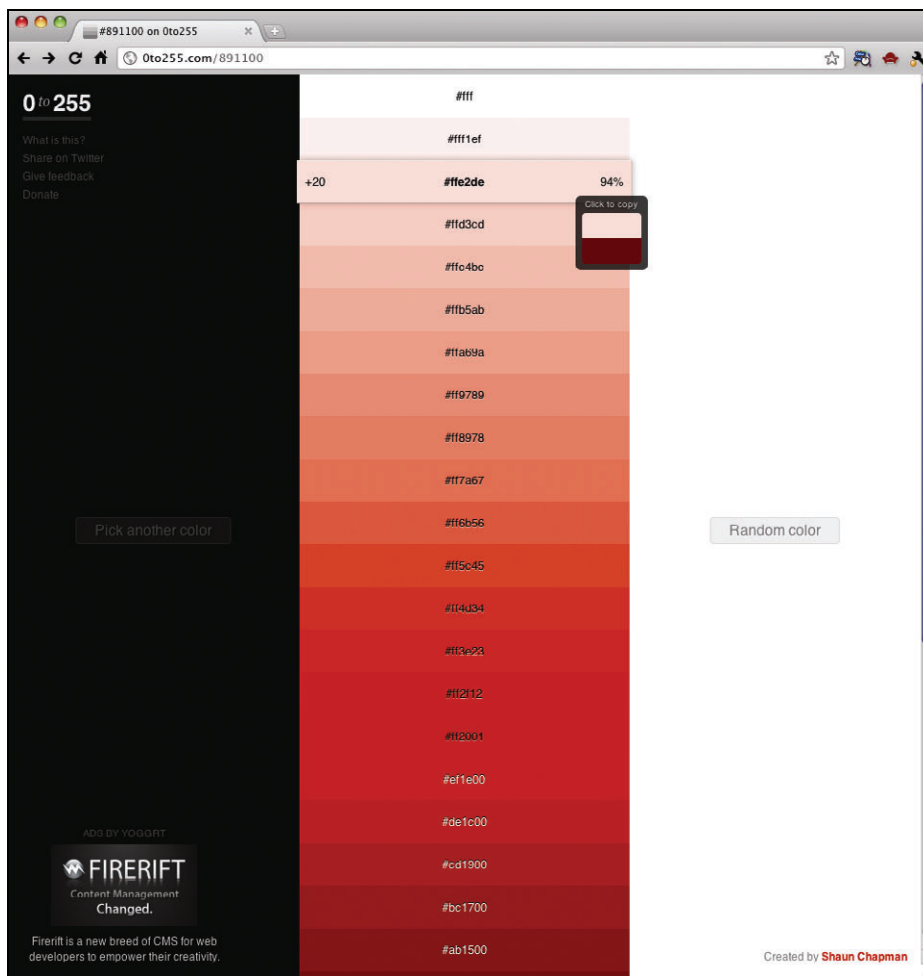 #891100 on 0to255
0to255.com/891100
0 to 255
What is this?
Share on Twitter
Give feedback
Donate
#fff
#fff1ef
+20 #ffe2de 94%
Click to copy
#ffd3cd
#ffc4bc
#ffb5ab
#ffa69a
#ff9789
#ff8978
#ff7a67
#ff6b56
#ff5c45
#ff4d34
#ff3e23
#ff2f12
#ff2001
#ef1e00
#de1c00
#cd1900
#bc1700
#ab1500
Pick another color
Random color
ADS BY YOGGRT
FIRERIFT
Content Management
Changed.
Firerift is a new breed of CMS for web
developers to empower their creativity.
Created by Shaun Chapman